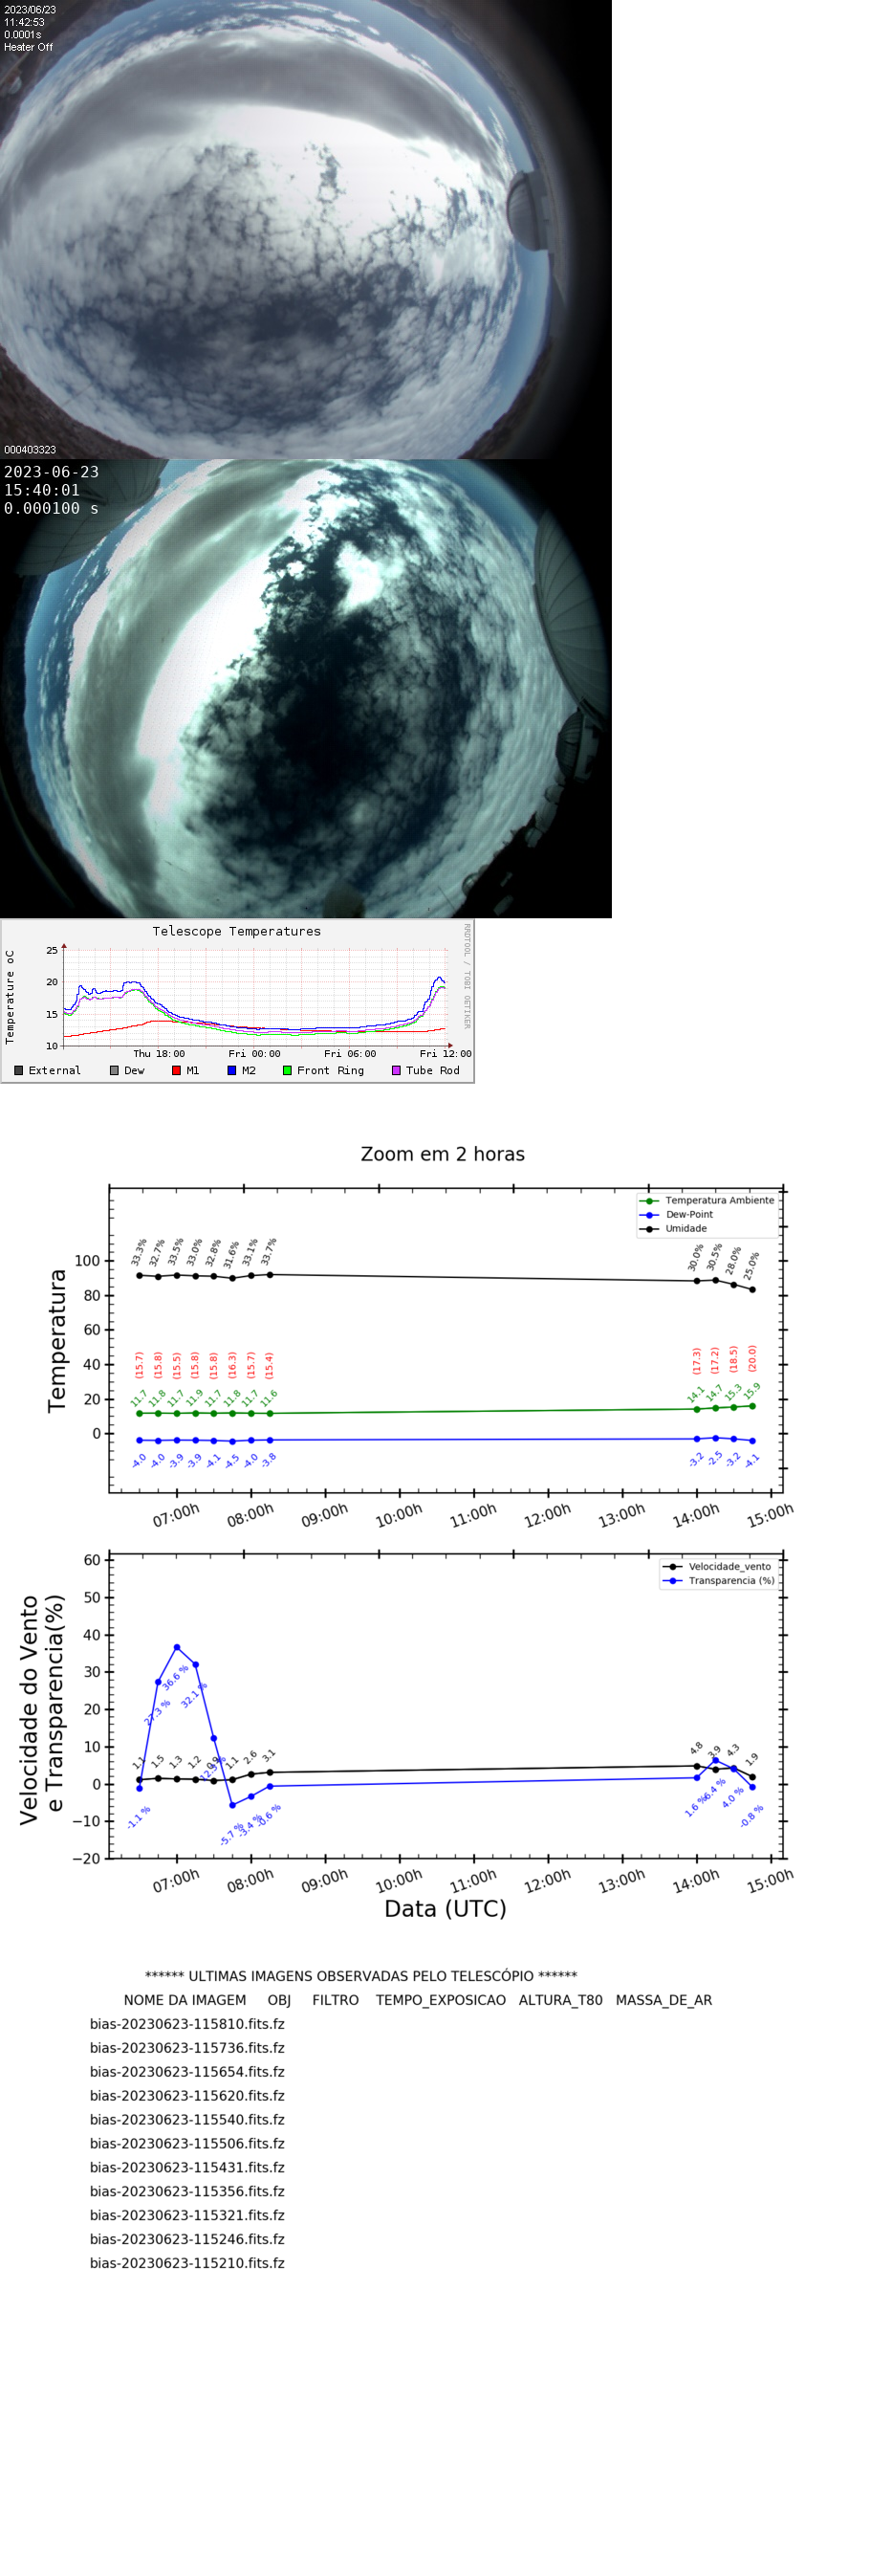 2023/06/23
11:42:53
0.0001s
Heater Off
000403323
2023-06-23
15:40:01
0.000100 s
Telescope Temperatures
RRDTOOL / TOBI OETIKER
Temperature oC
25
20
15
10
Thu 18:00 Fri 00:00 Fri 06:00 Fri 12:00
External Dew M1 M2 Front Ring Tube Rod
Zoom em 2 horas
Temperatura Ambiente
Dew-Point
Umidade
Temperatura
100
80
60
40
20
0
33.3% 32.7% 33.5% 33.0% 32.8% 31.6% 33.1% 33.7% 30.0% 30.5% 28.0% 25.0%
(15.7) (15.8) (15.5) (15.8) (15.8) (16.3) (15.7) (15.4) (17.3) (17.2) (18.5) (20.0)
11.7 11.8 11.7 11.9 11.7 11.8 11.7 11.6 14.1 14.7 15.3 15.9
-4.0 -4.0 -3.9 -3.9 -4.1 -4.5 -4.0 -3.8 -3.2 -2.5 -3.2 -4.1
07:00h 08:00h 09:00h 10:00h 11:00h 12:00h 13:00h 14:00h 15:00h
Velocidade_vento
Transparencia (%)
Velocidade do Vento
e Transparencia(%)
60
50
40
30
20
10
0
−10
−20
1.1 1.5 1.3 1.2 0.9 1.1 2.6 3.1 4.8 3.9 4.3 1.9
-1.1 % 27.3 % 36.6 % 32.1 % -5.7 % -3.4 % -0.6 % 1.6 % 6.4 % 4.0 % -0.8 %
07:00h 08:00h 09:00h 10:00h 11:00h 12:00h 13:00h 14:00h 15:00h
Data (UTC)
****** ULTIMAS IMAGENS OBSERVADAS PELO TELESCÓPIO ******
NOME DA IMAGEM OBJ FILTRO TEMPO_EXPOSICAO ALTURA_T80 MASSA_DE_AR
bias-20230623-115810.fits.fz
bias-20230623-115736.fits.fz
bias-20230623-115654.fits.fz
bias-20230623-115620.fits.fz
bias-20230623-115540.fits.fz
bias-20230623-115506.fits.fz
bias-20230623-115431.fits.fz
bias-20230623-115356.fits.fz
bias-20230623-115321.fits.fz
bias-20230623-115246.fits.fz
bias-20230623-115210.fits.fz